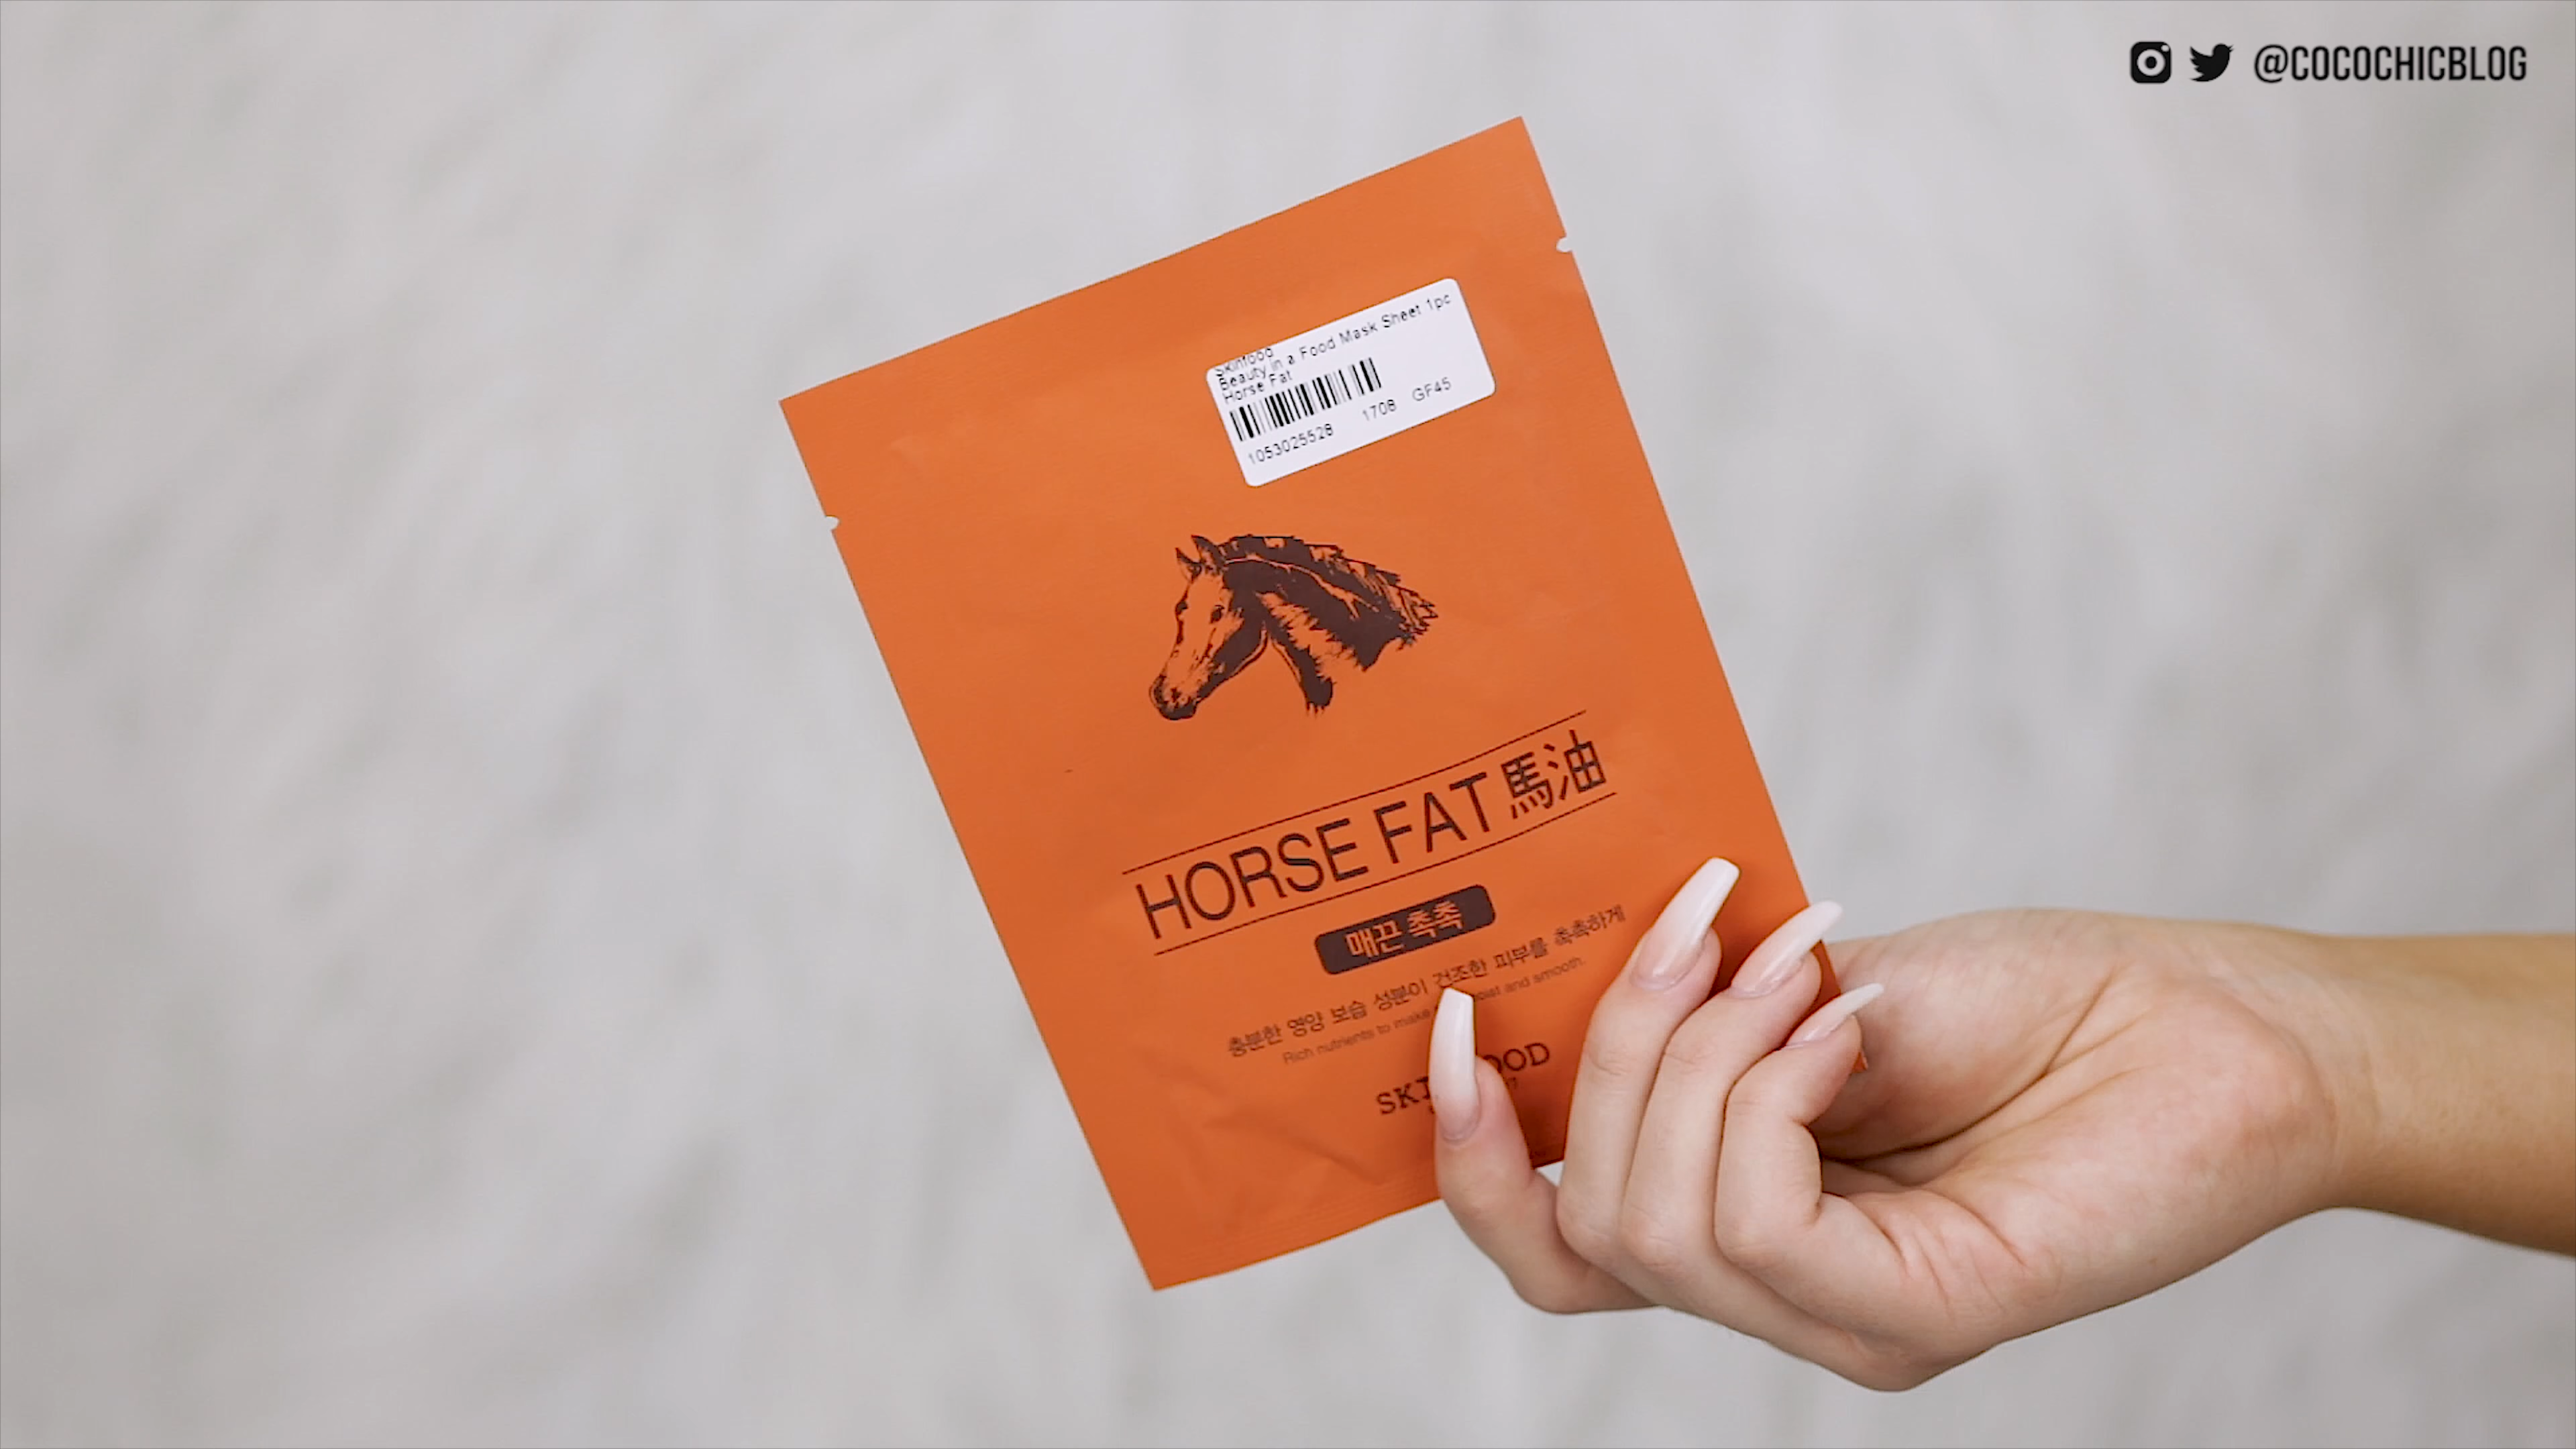 @COCOCHICBLOG
Skinfood
Beauty in a Food Mask Sheet 1pc
Horse Fat
1053025528 1708 GF45
HORSE FAT 馬油
매끈 촉촉
충분한 영양 보습 성분이 건조한 피부를 촉촉하게
Rich nutrients to make moist and smooth.
SKINFOOD